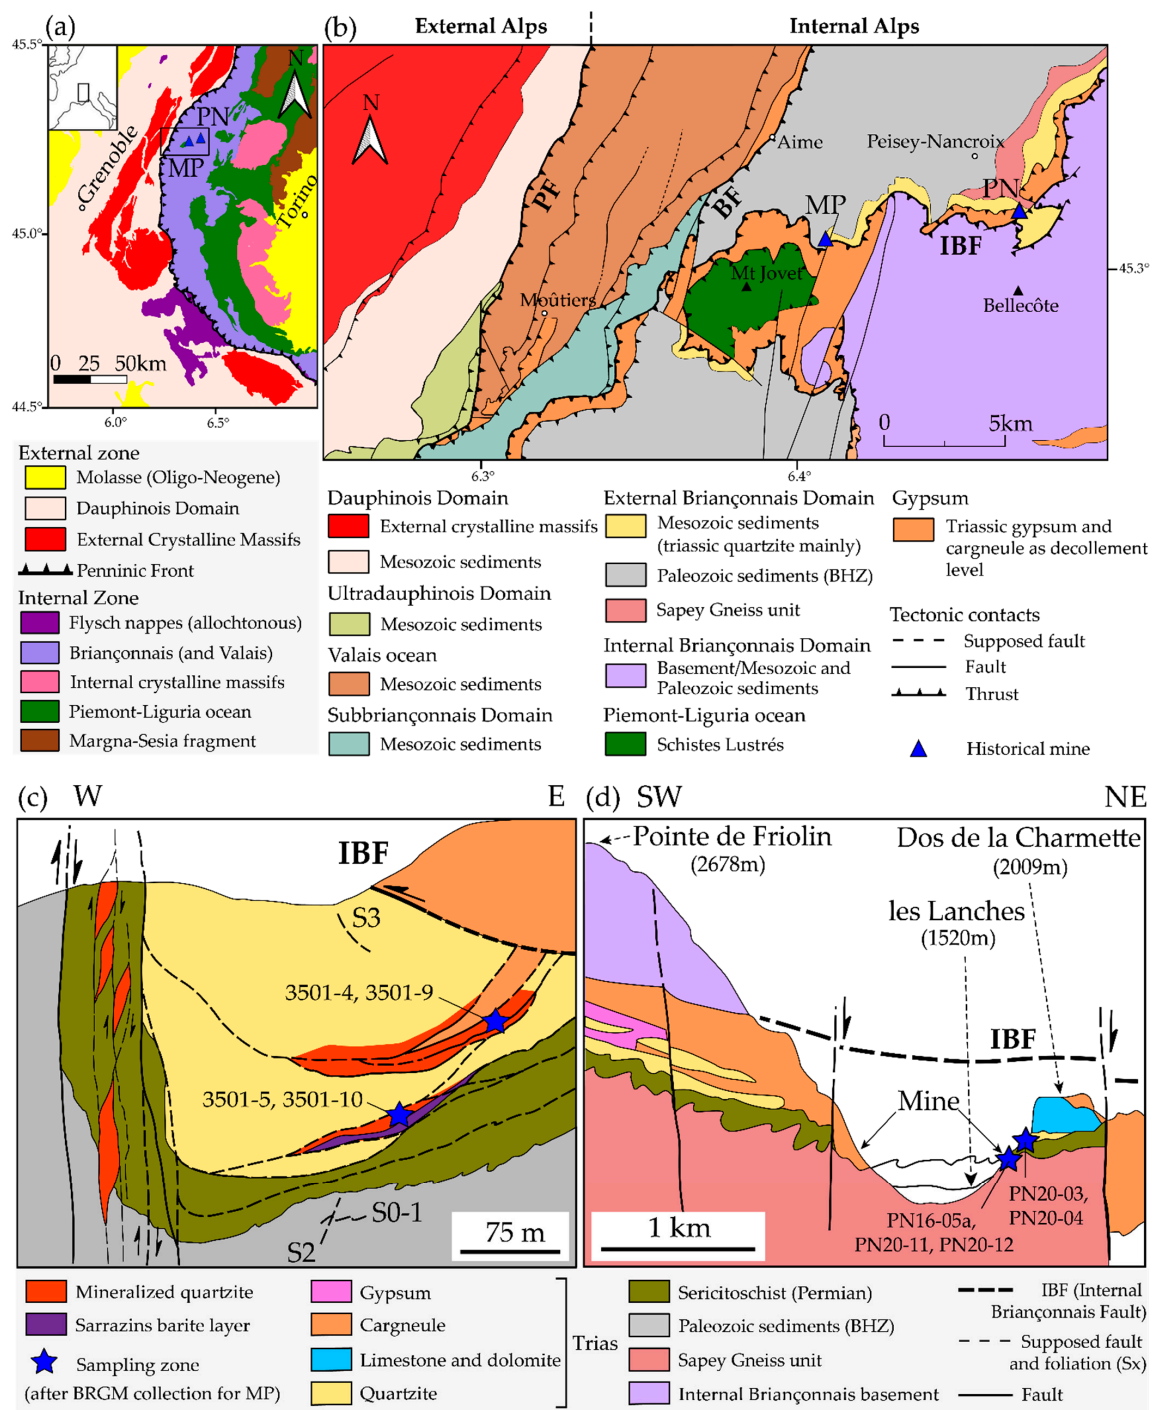 (a)
45.5°
N
PN
MP
Grenoble
Torino
45.0°
0 25 50km
44.5°
6.0° 6.5°
(b)
External Alps Internal Alps
N
Aime
Peisey-Nancroix
PF
BF
MP
PN
IBF
Mt Jovet
45.3°
Moûtiers
Bellecôte
0 5km
6.3° 6.4°
External zone
Molasse (Oligo-Neogene)
Dauphinois Domain
External Crystalline Massifs
Penninic Front
Internal Zone
Flysch nappes (allochtonous)
Briançonnais (and Valais)
Internal crystalline massifs
Piemont-Liguria ocean
Margna-Sesia fragment
Dauphinois Domain
External crystalline massifs
Mesozoic sediments
Ultradauphinois Domain
Mesozoic sediments
Valais ocean
Mesozoic sediments
Subbriançonnais Domain
Mesozoic sediments
External Briançonnais Domain
Mesozoic sediments
(triassic quartzite mainly)
Paleozoic sediments (BHZ)
Sapey Gneiss unit
Internal Briançonnais Domain
Basement/Mesozoic and
Paleozoic sediments
Piemont-Liguria ocean
Schistes Lustrés
Gypsum
Triassic gypsum and
cargneule as decollement
level
Tectonic contacts
Supposed fault
Fault
Thrust
Historical mine
(c) W E
IBF
S3
3501-4, 3501-9
3501-5, 3501-10
S0-1
S2
75 m
(d) SW NE
Pointe de Friolin
(2678m)
Dos de la Charmette
(2009m)
les Lanches
(1520m)
IBF
Mine
PN20-03,
PN20-04
PN16-05a,
PN20-11, PN20-12
1 km
Mineralized quartzite
Sarrazins barite layer
Sampling zone
(after BRGM collection for MP)
Gypsum
Cargneule
Limestone and dolomite
Quartzite
Trias
Sericitoschist (Permian)
Paleozoic sediments (BHZ)
Sapey Gneiss unit
Internal Briançonnais basement
IBF (Internal
Briançonnais Fault)
Supposed fault
and foliation (Sx)
Fault